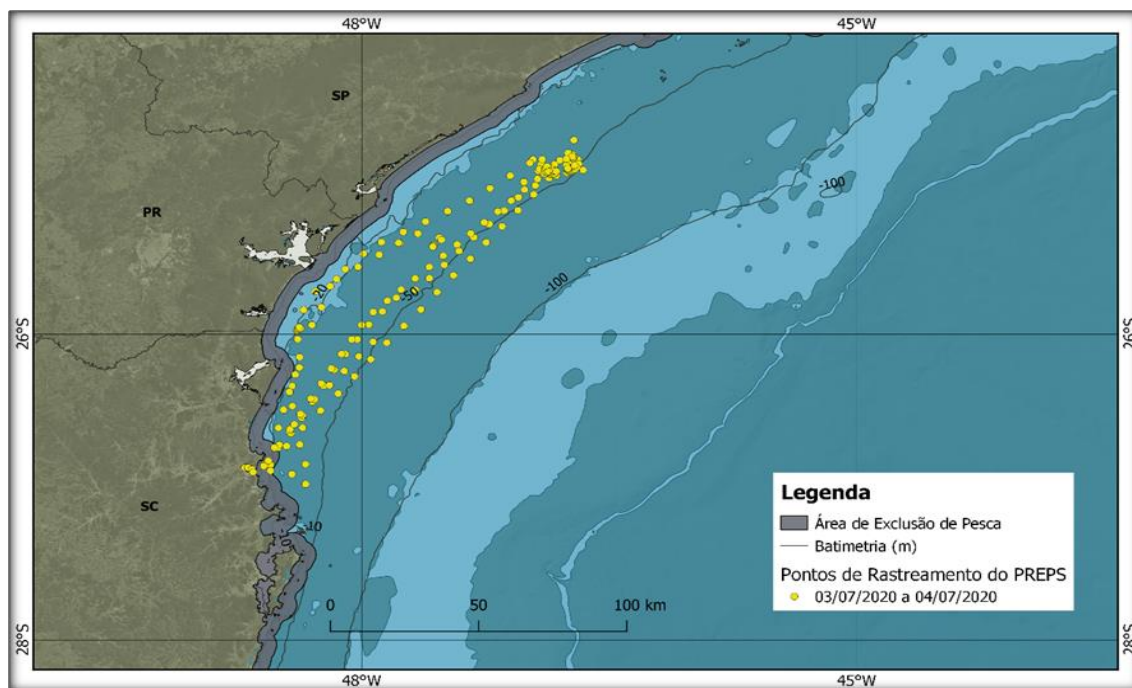 48°W
45°W
SP
-100
PR
-100
-50
-20
26°S
26°S
SC
-10
Legenda
Área de Exclusão de Pesca
Batimetria (m)
Pontos de Rastreamento do PREPS
03/07/2020 a 04/07/2020
0
50
100 km
28°S
28°S
48°W
45°W